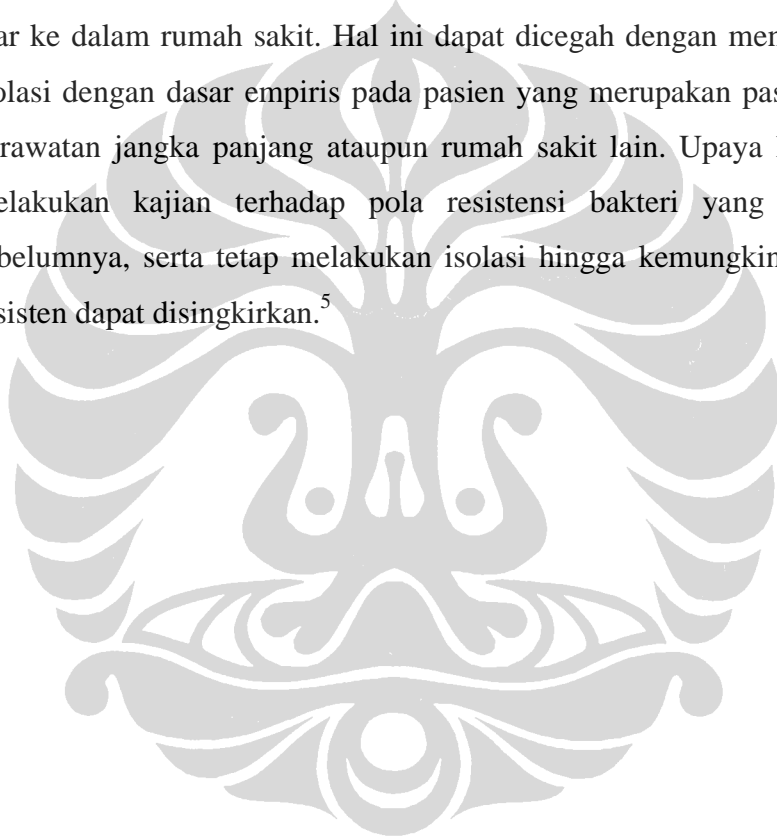 ar ke dalam rumah sakit. Hal ini dapat dicegah dengan men
olasi dengan dasar empiris pada pasien yang merupakan pas
rawatan jangka panjang ataupun rumah sakit lain. Upaya
elakukan kajian terhadap pola resistensi bakteri yang
belumnya, serta tetap melakukan isolasi hingga kemungkin
sisten dapat disingkirkan.5